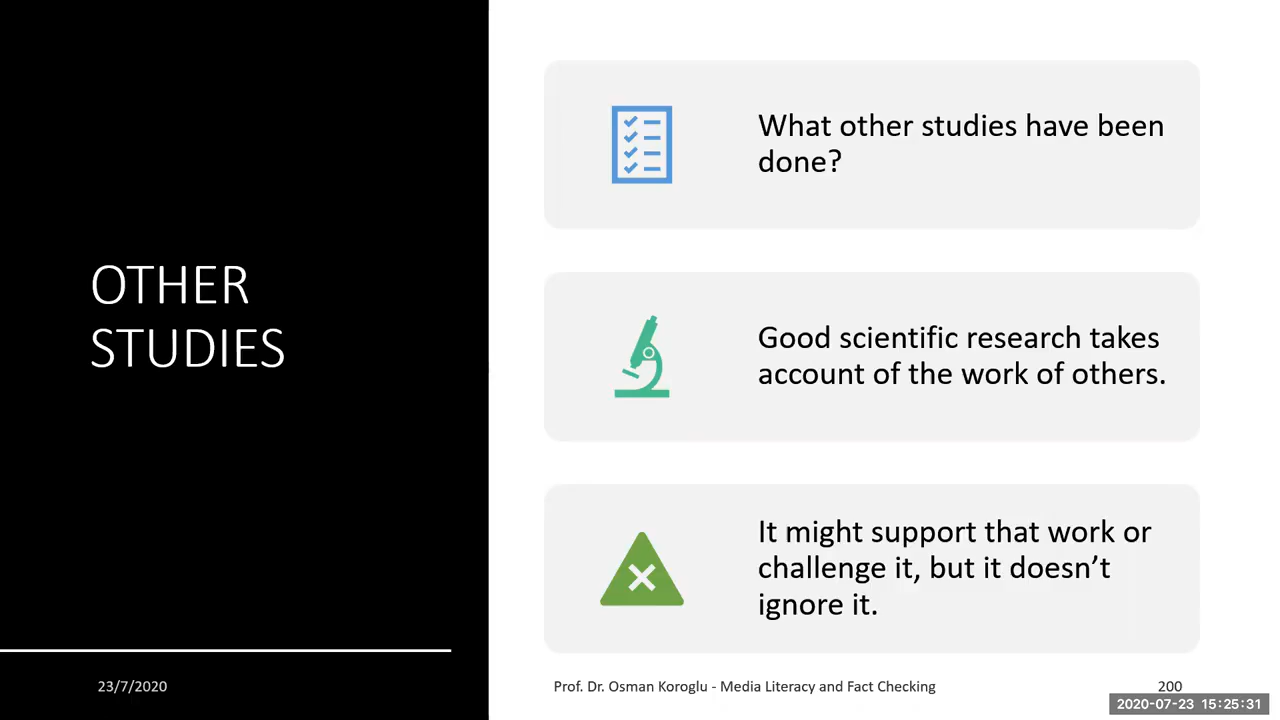 OTHER
STUDIES
What other studies have been
done?
Good scientific research takes
account of the work of others.
It might support that work or
challenge it, but it doesn’t
ignore it.
23/7/2020
Prof. Dr. Osman Koroglu - Media Literacy and Fact Checking
200
2020-07-23 15:25:31